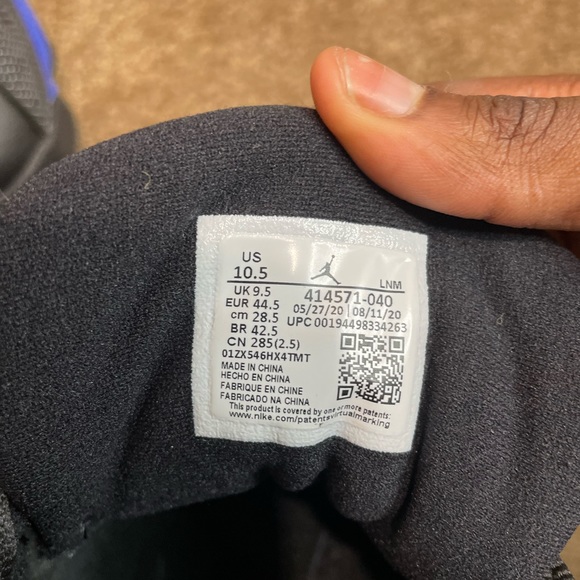 US
10.5
LNM
UK 9.5
414571-040
EUR 44.5
05/27/20 | 08/11/20
cm 28.5
UPC 00194498334263
BR 42.5
CN 285(2.5)
01ZX546HX4TMT
MADE IN CHINA
HECHO EN CHINA
FABRIQUE EN CHINE
FABRICADO NA CHINA
This product is covered by one or more patents:
www.nike.com/patentsvirtualmarking